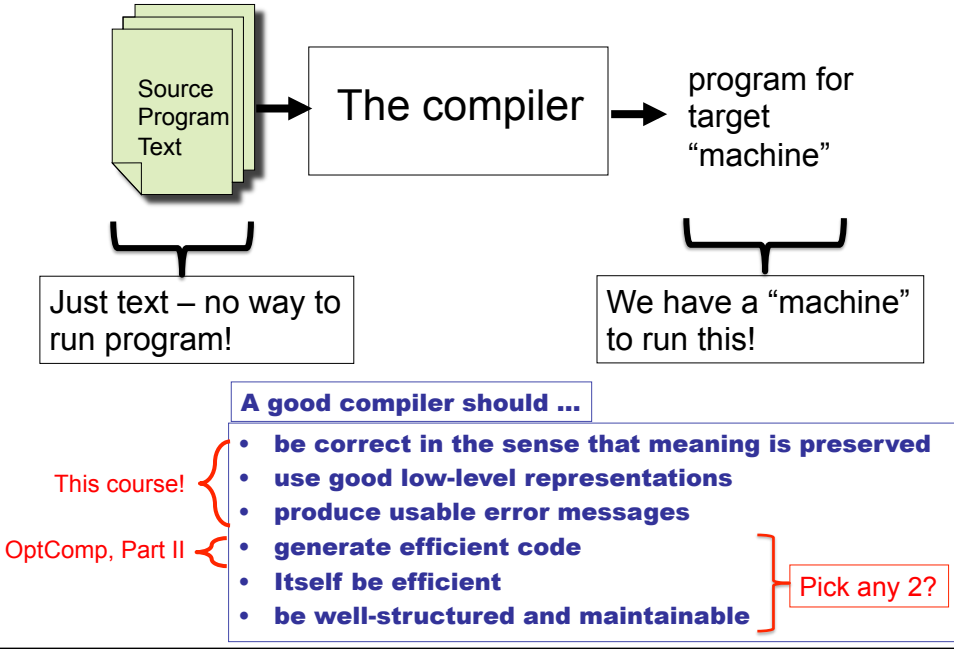 Source
Program
Text
The compiler
program for
target
“machine”
Just text – no way to
run program!
We have a “machine”
to run this!
A good compiler should ...
This course!
• be correct in the sense that meaning is preserved
• use good low-level representations
• produce usable error messages
OptComp, Part II
• generate efficient code
• Itself be efficient
• be well-structured and maintainable
Pick any 2?